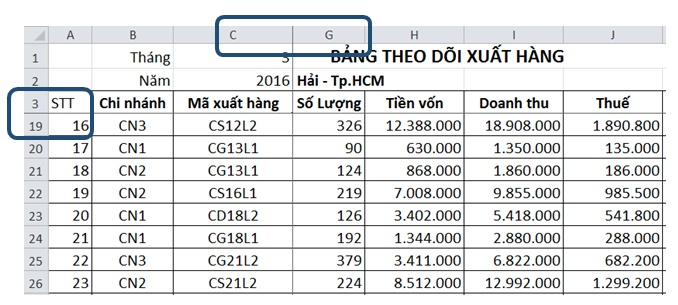 A B C G H I J
1 Tháng 3 BẢNG THEO DÕI XUẤT HÀNG
2 Năm 2016 Hải - Tp.HCM
3 STT Chi nhánh Mã xuất hàng Số Lượng Tiền vốn Doanh thu Thuế
19 16 CN3 CS12L2 326 12.388.000 18.908.000 1.890.800
20 17 CN1 CG13L1 90 630.000 1.350.000 135.000
21 18 CN2 CG13L1 124 868.000 1.860.000 186.000
22 19 CN2 CS16L1 219 7.008.000 9.855.000 985.500
23 20 CN1 CD18L2 126 3.402.000 5.418.000 541.800
24 21 CN1 CG18L1 192 1.344.000 2.880.000 288.000
25 22 CN3 CG21L2 379 3.411.000 6.822.000 682.200
26 23 CN2 CS21L2 224 8.512.000 12.992.000 1.299.200